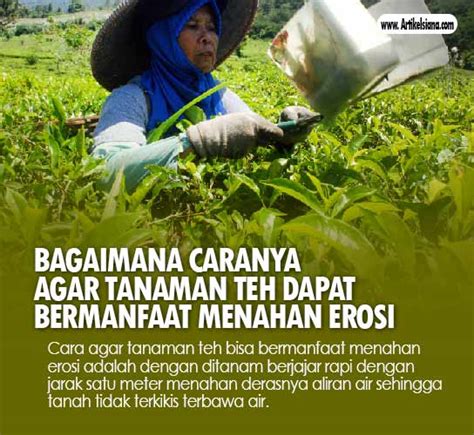 www. Artikelsiana.com
BAGAIMANA CARANYA
AGAR TANAMAN TEH DAPAT
BERMANFAAT MENAHAN EROSI
Cara agar tanaman teh bisa bermanfaat menahan
erosi adalah dengan ditanam berjajar rapi dengan
jarak satu meter menahan derasnya aliran air sehingga
tanah tidak terkikis terbawa air.